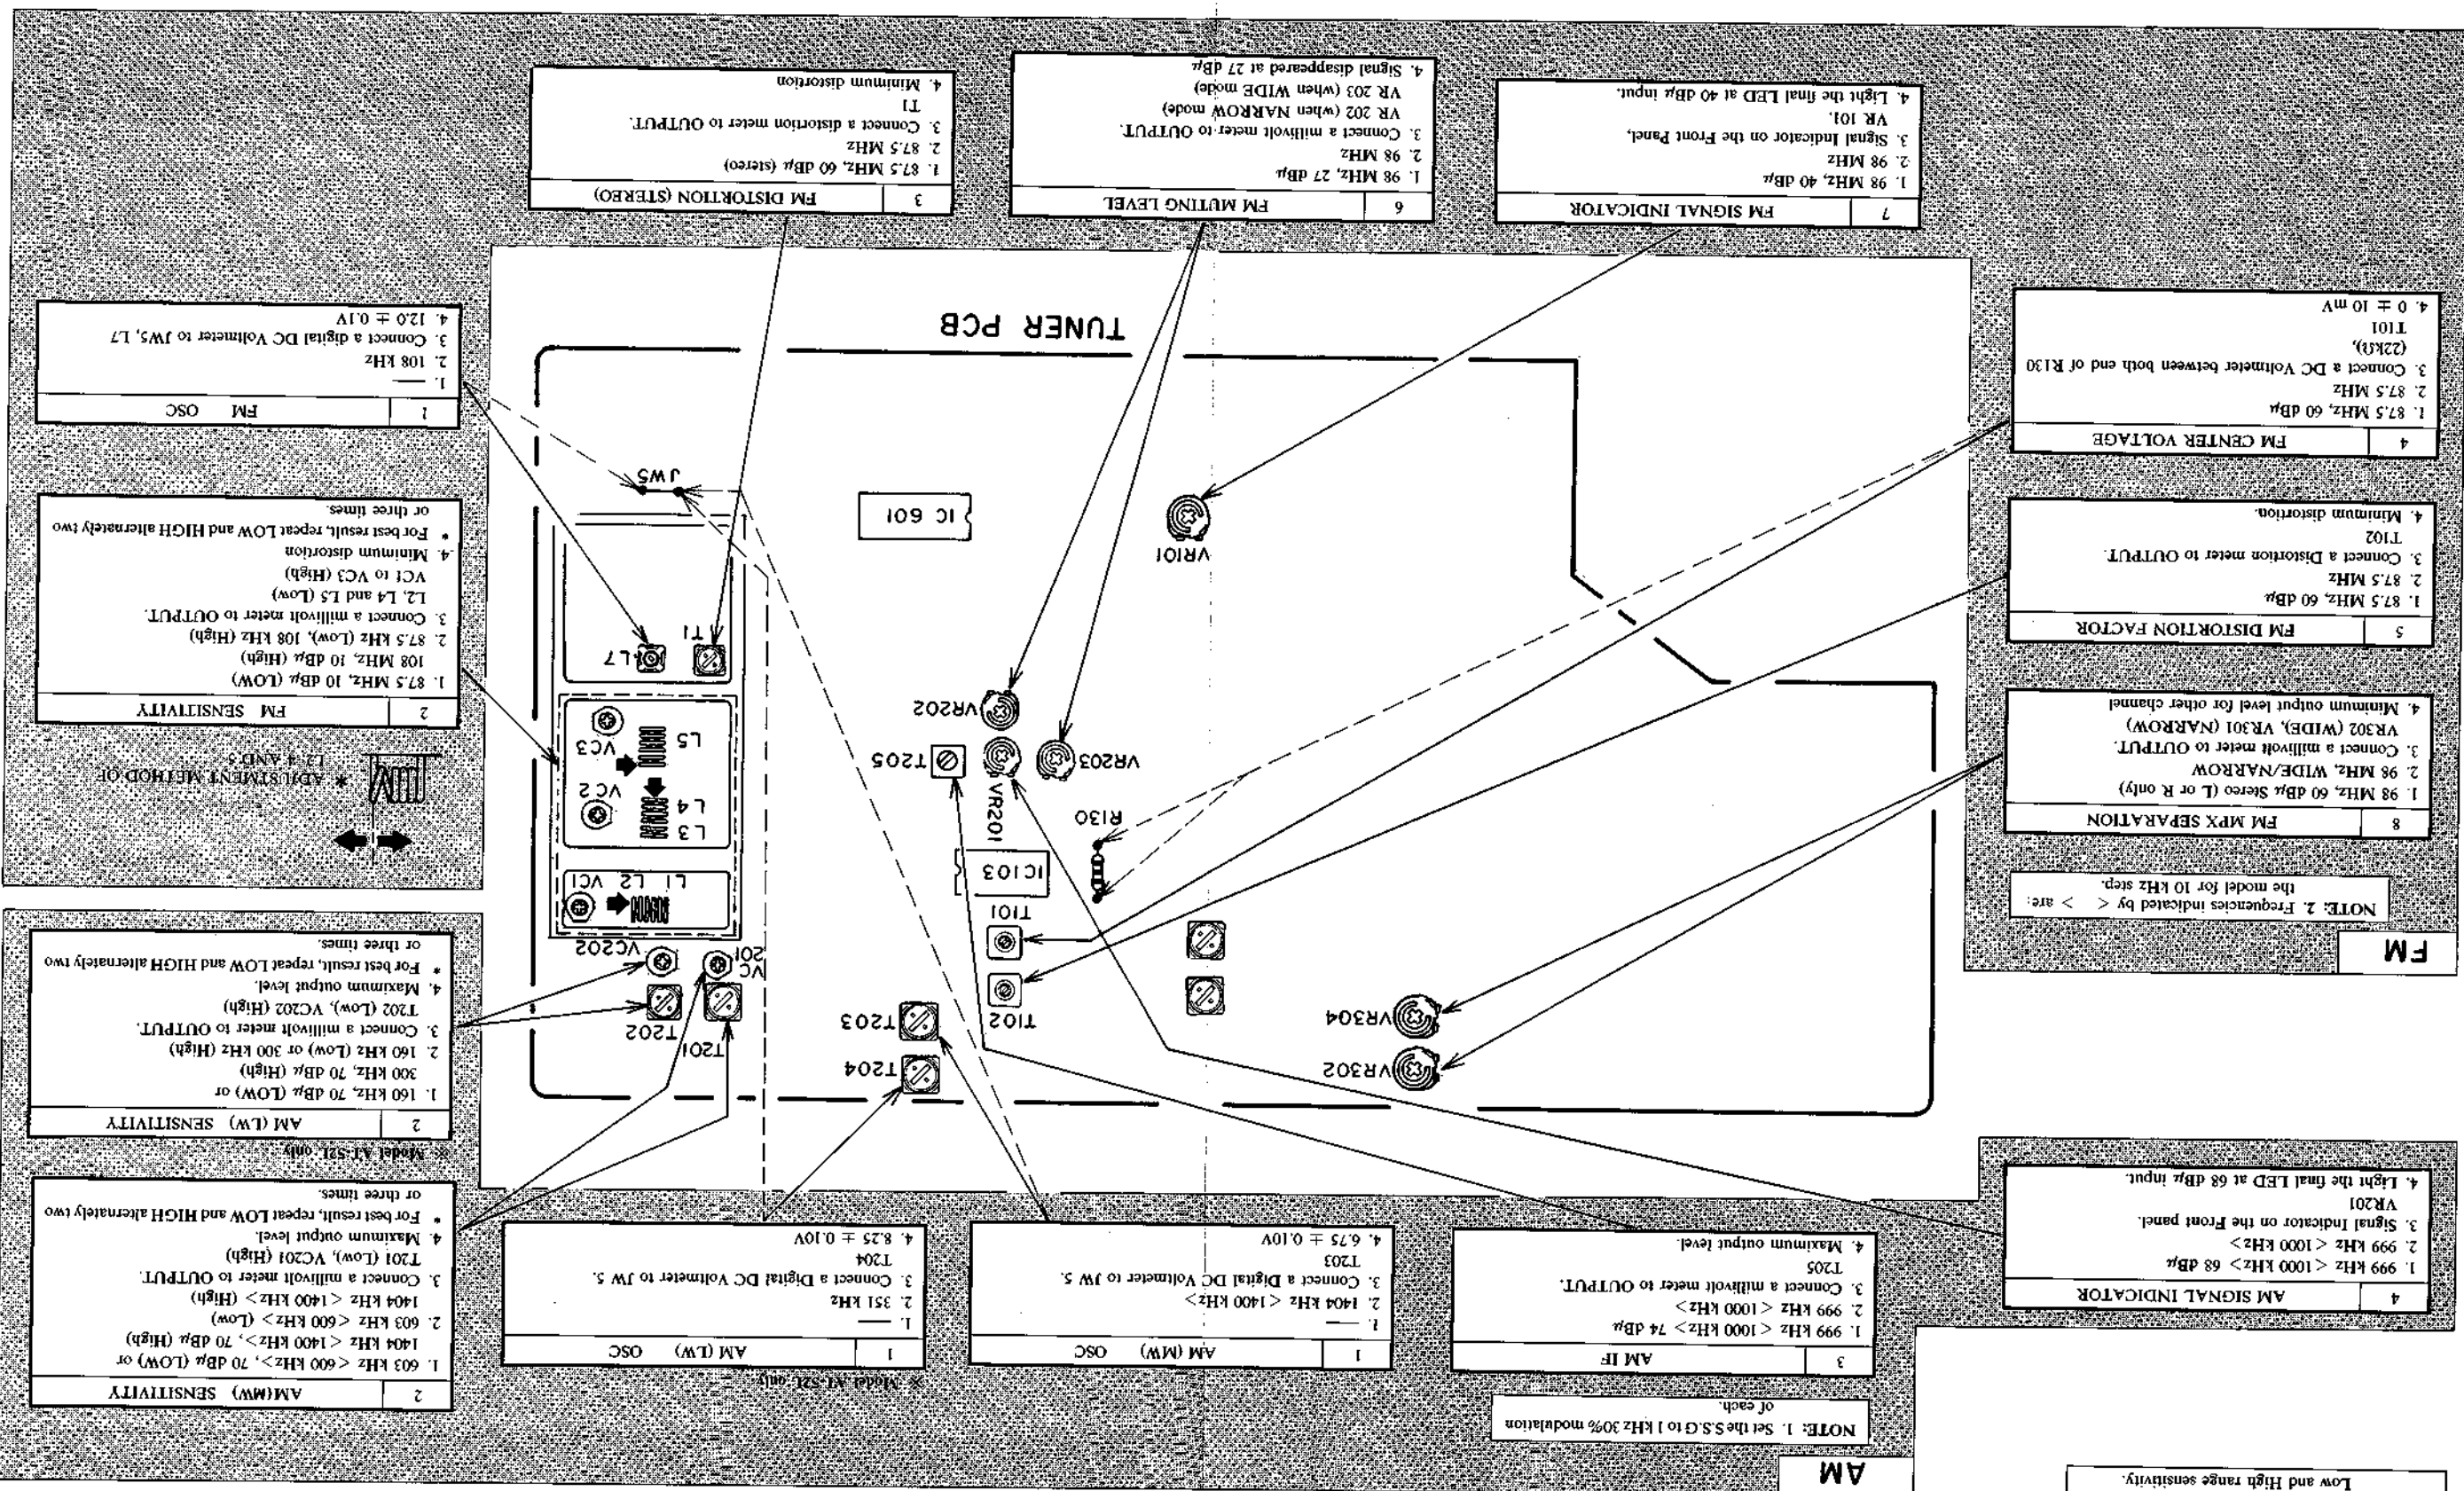 Low and High range sensitivity.
AM
NOTE: 1. Set the S.S.G to 1 kHz 30% modulation
of each.
4 AM SIGNAL INDICATOR
1. 999 kHz <1000 kHz> 68 dBμ
2. 999 kHz <1000 kHz>
3. Signal Indicator on the Front panel.
VR201
4. Light the final LED at 68 dBμ input.
3 AM IF
1. 999 kHz <1000 kHz> 74 dBμ
2. 999 kHz <1000 kHz>
3. Connect a millivolt meter to OUTPUT.
T205
4. Maximum output level.
1 AM (MW) OSC
1. —
2. 1404 kHz <1400 kHz>
3. Connect a Digital DC Voltmeter to JW 5.
T203
4. 6.75 ± 0.10V
※ Model AT-S2L only
1 AM (LW) OSC
1. —
2. 351 kHz
3. Connect a Digital DC Voltmeter to JW 5.
T204
4. 8.25 ± 0.10V
2 AM(MW) SENSITIVITY
1. 603 kHz <600 kHz>, 70 dBμ (LOW) or
1404 kHz <1400 kHz>, 70 dBμ (High)
2. 603 kHz <600 kHz> (Low)
1404 kHz <1400 kHz> (High)
3. Connect a millivolt meter to OUTPUT.
T201 (Low), VC201 (High)
4. Maximum output level.
* For best result, repeat LOW and HIGH alternately two
or three times.
※ Model AT-S2L only
2 AM (LW) SENSITIVITY
1. 160 kHz, 70 dBμ (LOW) or
300 kHz, 70 dBμ (High)
2. 160 kHz (Low) or 300 kHz (High)
3. Connect a millivolt meter to OUTPUT.
T202 (Low), VC202 (High)
4. Maximum output level.
* For best result, repeat LOW and HIGH alternately two
or three times.
FM
NOTE: 2. Frequencies indicated by < > are:
the model for 10 kHz step.
8 FM MPX SEPARATION
1. 98 MHz, 60 dBμ Stereo (L or R only)
2. 98 MHz, WIDE/NARROW
3. Connect a millivolt meter to OUTPUT.
VR302 (WIDE), VR301 (NARROW)
4. Minimum output level for other channel
5 FM DISTORTION FACTOR
1. 87.5 MHz, 60 dBμ
2. 87.5 MHz
3. Connect a Distortion meter to OUTPUT.
T102
4. Minimum distortion.
4 FM CENTER VOLTAGE
1. 87.5 MHz, 60 dBμ
2. 87.5 MHz
3. Connect a DC Voltmeter between both end of R130
(22kΩ),
T101
4. 0 ± 10 mV
VR302
VR304
T204
T203
T102
T101
IC103
R130
VR201
VR203
T205
VR202
VR101
IC 601
T201
T202
VC
201
VC202
L1 L2 VC1
L3
L4
VC2
L5
VC3
T1
L7
JW5
TUNER PCB
* ADJUSTMENT METHOD OF
L2, 4 AND 5
2 FM SENSITIVITY
1. 87.5 MHz, 10 dBμ (LOW)
108 MHz, 10 dBμ (High)
2. 87.5 kHz (Low), 108 kHz (High)
3. Connect a millivolt meter to OUTPUT.
L2, L4 and L5 (Low)
VC1 to VC3 (High)
4. Minimum distortion
* For best result, repeat LOW and HIGH alternately two
or three times.
1 FM OSC
1. —
2. 108 kHz
3. Connect a digital DC Voltmeter to JW5, L7
4. 12.0 ± 0.1V
7 FM SIGNAL INDICATOR
1. 98 MHz, 40 dBμ
2. 98 MHz
3. Signal Indicator on the Front Panel,
VR 101.
4. Light the final LED at 40 dBμ input.
6 FM MUTING LEVEL
1. 98 MHz, 27 dBμ
2. 98 MHz
3. Connect a millivolt meter to OUTPUT.
VR 202 (when NARROW mode)
VR 203 (when WIDE mode)
4. Signal disappeared at 27 dBμ
3 FM DISTORTION (STEREO)
1. 87.5 MHz, 60 dBμ (stereo)
2. 87.5 MHz
3. Connect a distortion meter to OUTPUT.
T1
4. Minimum distortion